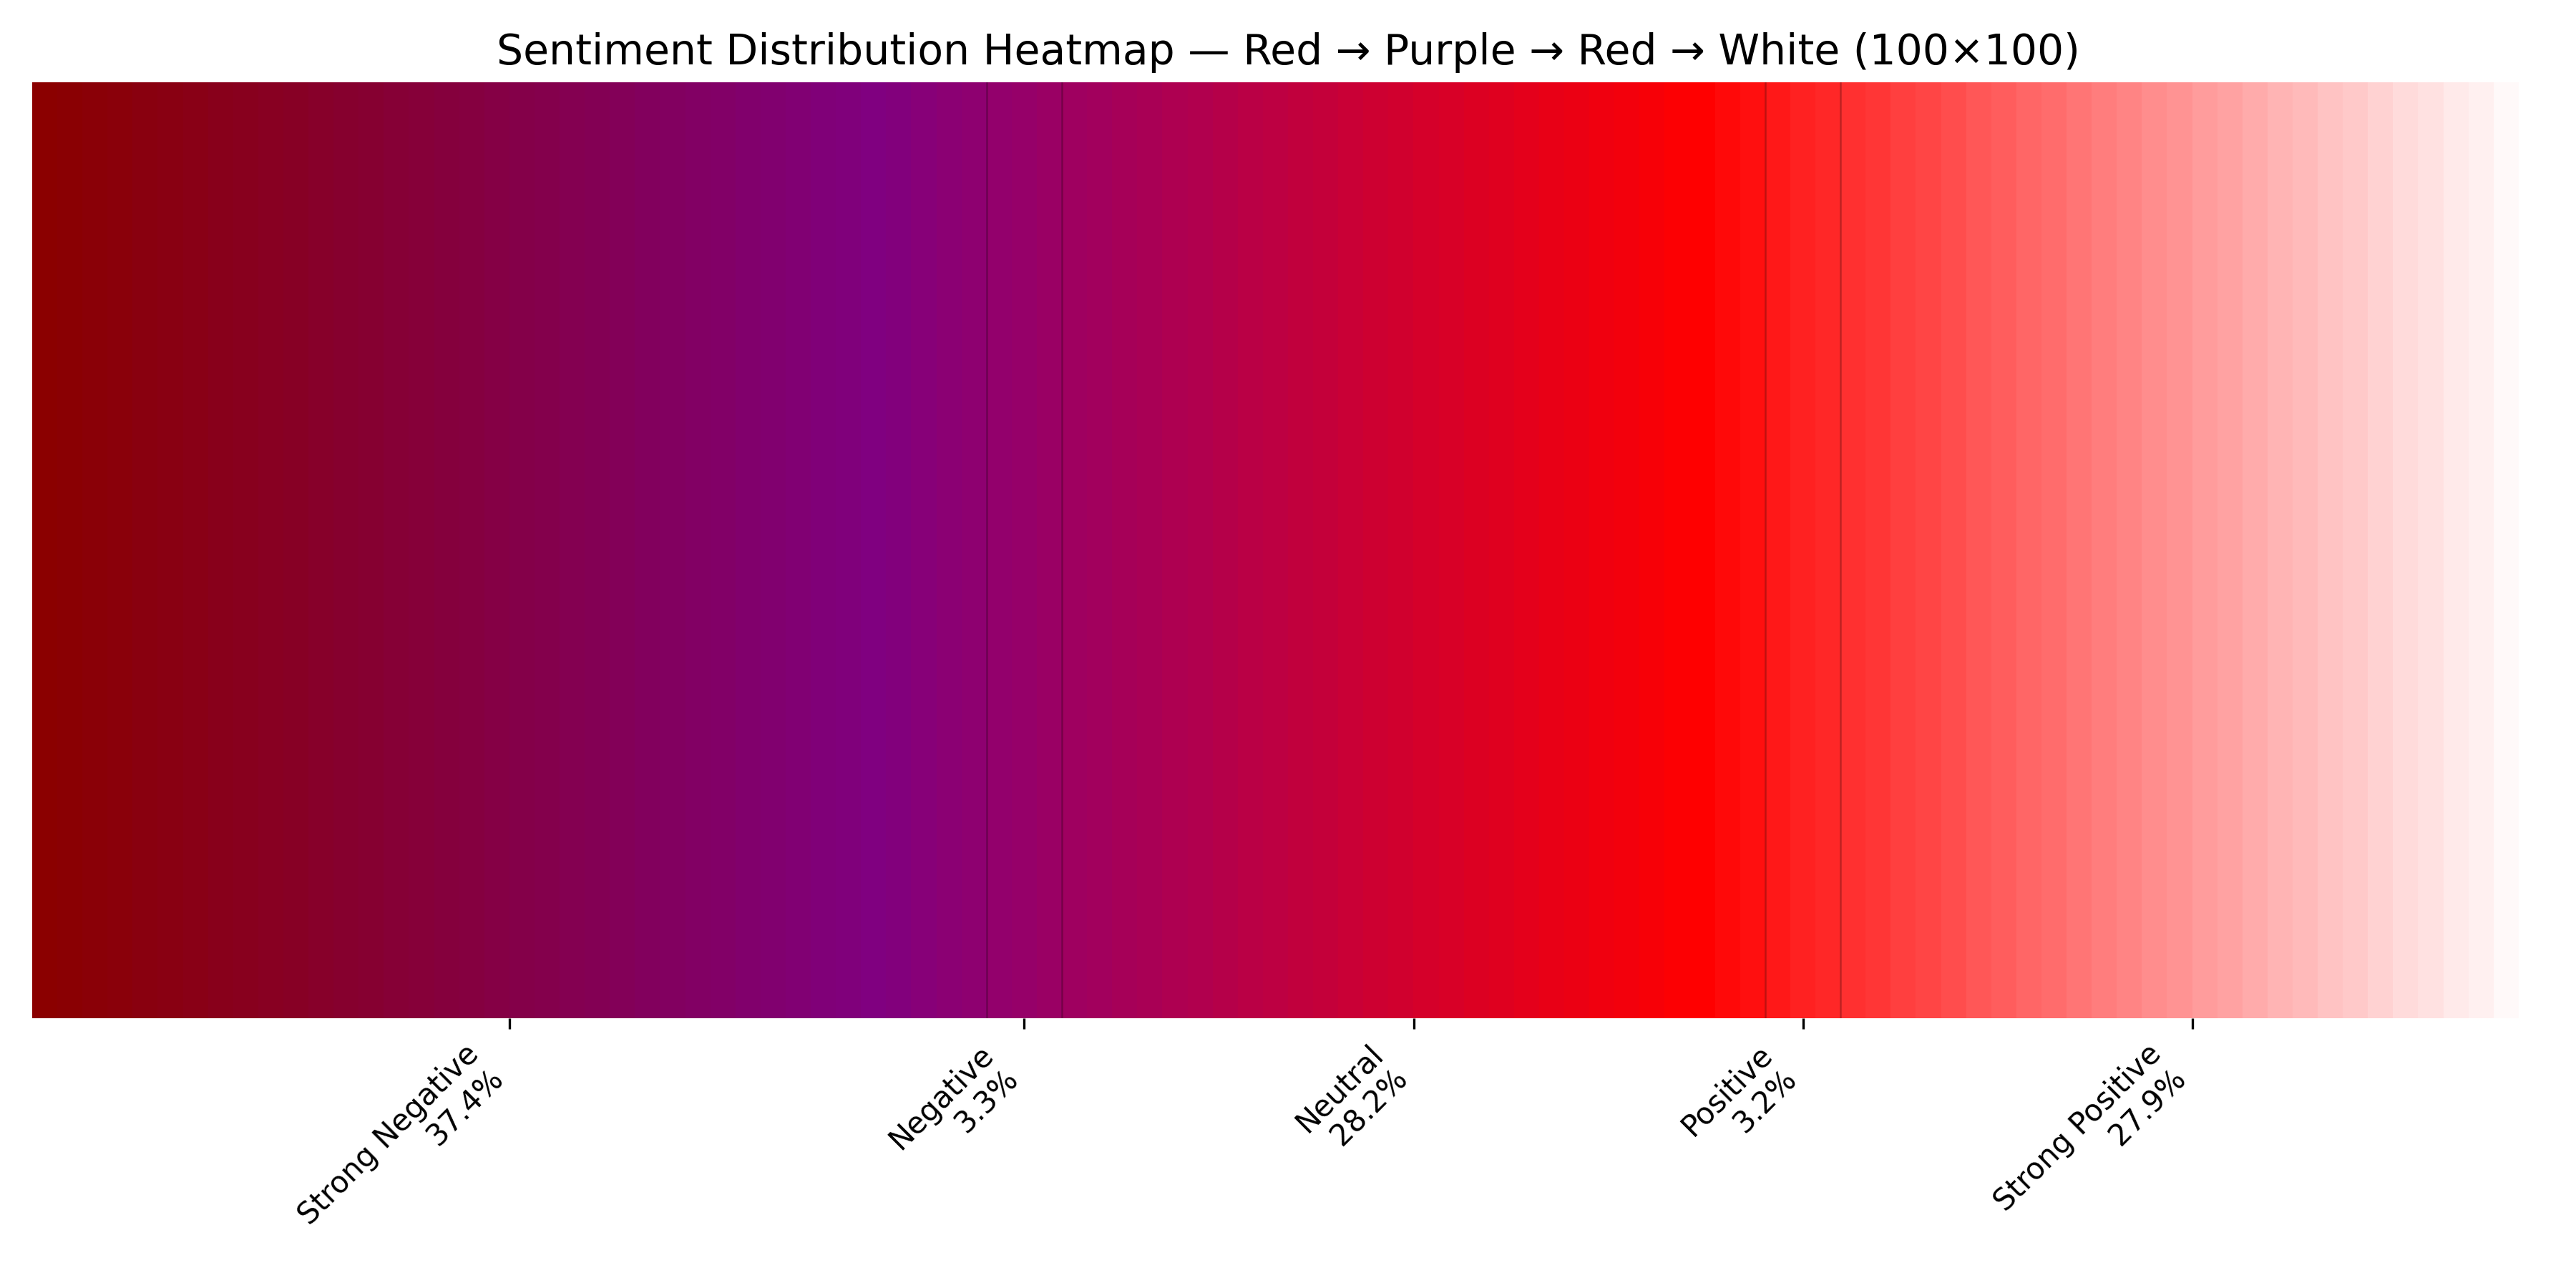 Sentiment Distribution Heatmap — Red → Purple → Red → White (100×100)
Strong Negative
37.4%
Negative
3.3%
Neutral
28.2%
Positive
3.2%
Strong Positive
27.9%